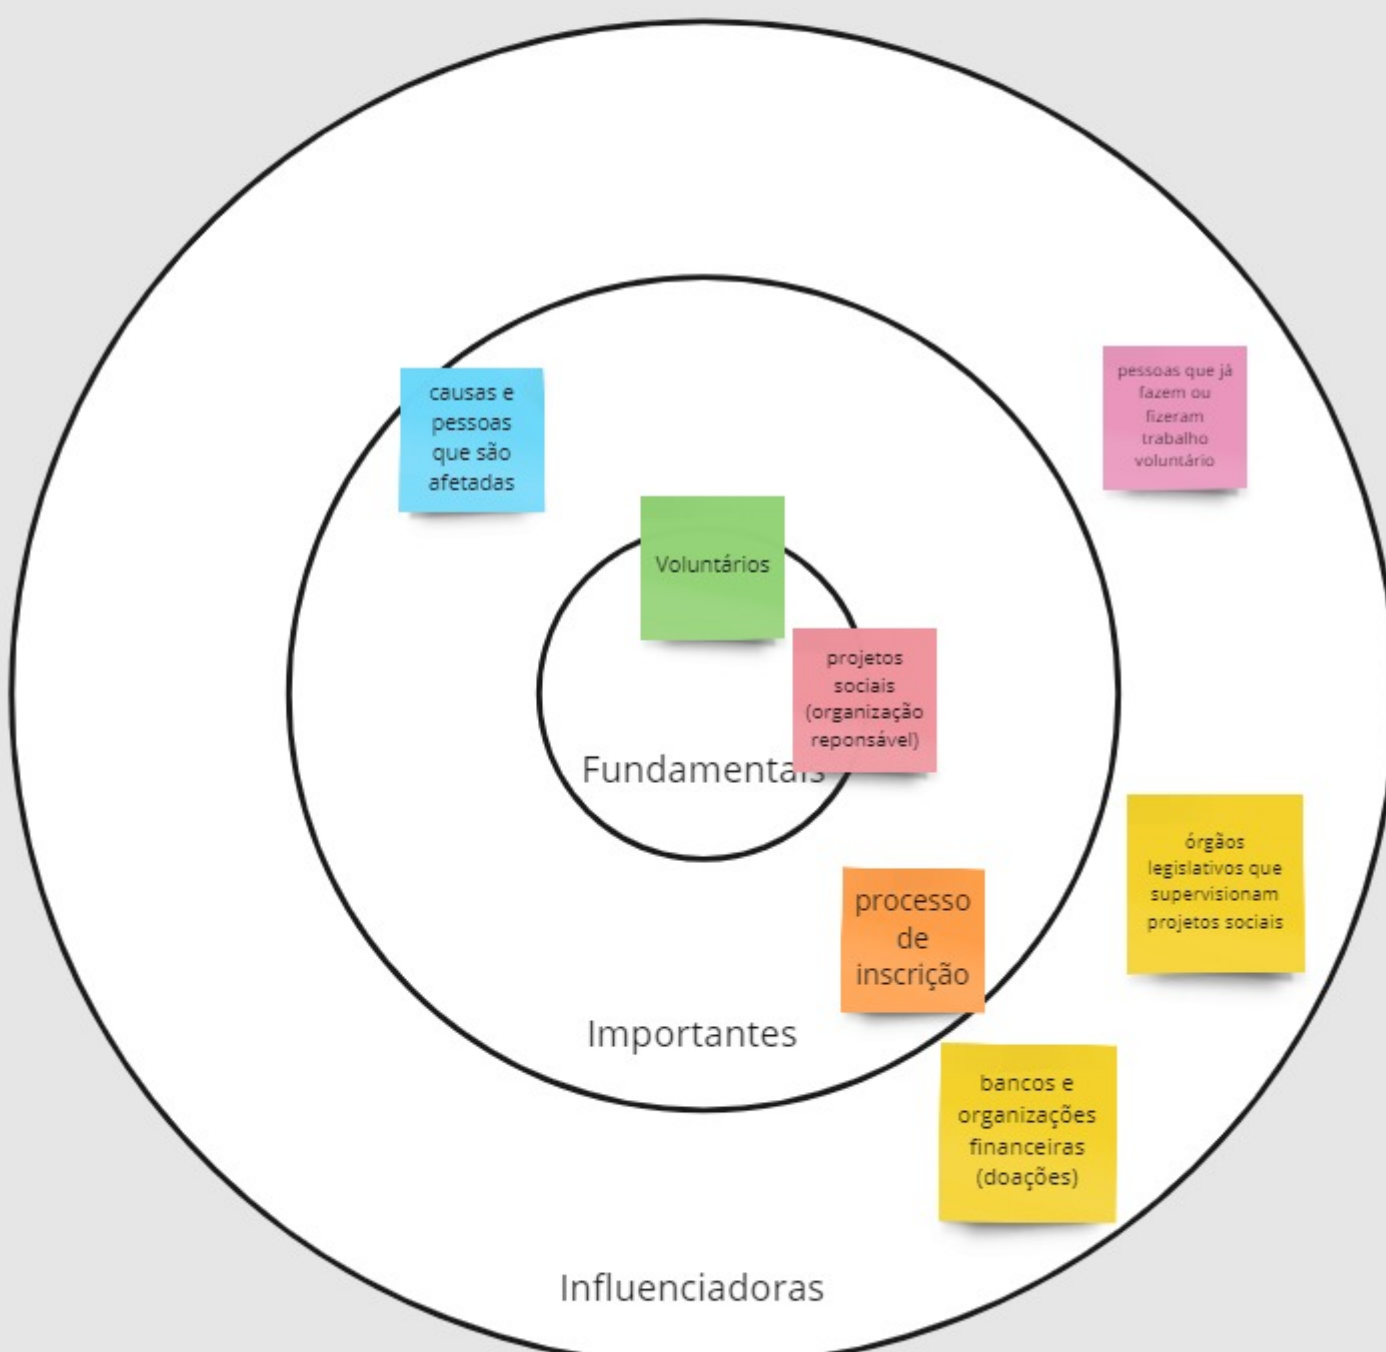 pessoas que já
fazem ou
fizeram
trabalho
voluntário
causas e
pessoas
que são
afetadas
Voluntários
projetos
sociais
(organização
reponsável)
Fundamentais
órgãos
legislativos que
supervisionam
projetos sociais
processo
de
inscrição
Importantes
bancos e
organizações
financeiras
(doações)
Influenciadoras